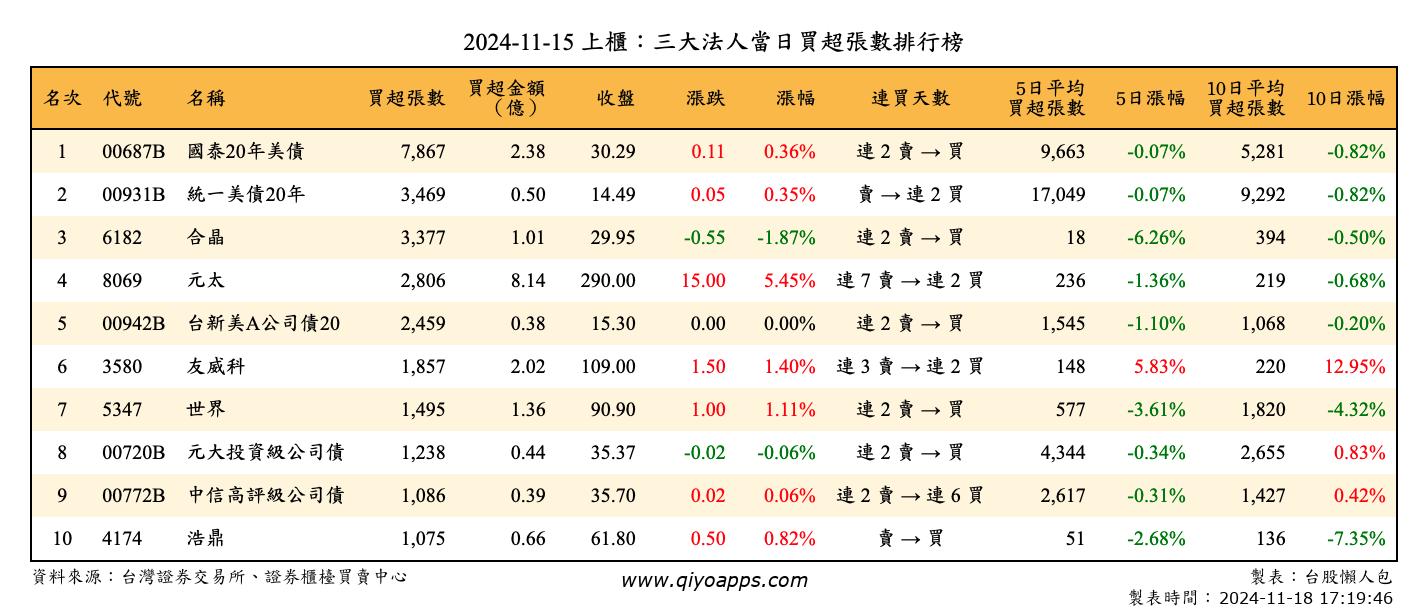 2024-11-15 上櫃：三大法人當日買超張數排行榜
名次 代號 名稱 買超張數 買超金額（億） 收盤 漲跌 漲幅 連買天數 5日平均買超張數 5日漲幅 10日平均買超張數 10日漲幅
1 00687B 國泰20年美債 7,867 2.38 30.29 0.11 0.36% 連 2 賣 → 買 9,663 -0.07% 5,281 -0.82%
2 00931B 統一美債20年 3,469 0.50 14.49 0.05 0.35% 賣 → 連 2 買 17,049 -0.07% 9,292 -0.82%
3 6182 合晶 3,377 1.01 29.95 -0.55 -1.87% 連 2 賣 → 買 18 -6.26% 394 -0.50%
4 8069 元太 2,806 8.14 290.00 15.00 5.45% 連 7 賣 → 連 2 買 236 -1.36% 219 -0.68%
5 00942B 台新美A公司債20 2,459 0.38 15.30 0.00 0.00% 連 2 賣 → 買 1,545 -1.10% 1,068 -0.20%
6 3580 友威科 1,857 2.02 109.00 1.50 1.40% 連 3 賣 → 連 2 買 148 5.83% 220 12.95%
7 5347 世界 1,495 1.36 90.90 1.00 1.11% 連 2 賣 → 買 577 -3.61% 1,820 -4.32%
8 00720B 元大投資級公司債 1,238 0.44 35.37 -0.02 -0.06% 連 2 賣 → 買 4,344 -0.34% 2,655 0.83%
9 00772B 中信高評級公司債 1,086 0.39 35.70 0.02 0.06% 連 2 賣 → 連 6 買 2,617 -0.31% 1,427 0.42%
10 4174 浩鼎 1,075 0.66 61.80 0.50 0.82% 賣 → 買 51 -2.68% 136 -7.35%
資料來源：台灣證券交易所、證券櫃檯買賣中心 www.qiyoapps.com 製表：台股懶人包
製表時間：2024-11-18 17:19:46